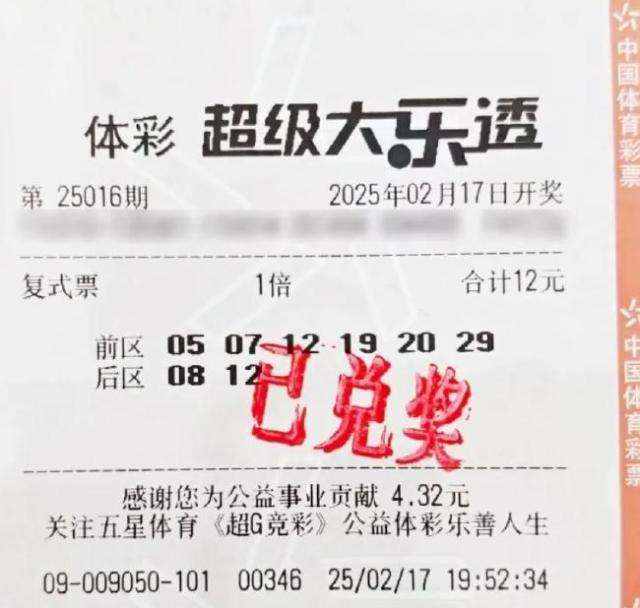 体彩 超级大乐透
第 25016期 2025年02月17日开奖
复式票 1倍 合计12元
前区 05 07 12 19 20 29
后区 08 12
已兑奖
感谢您为公益事业贡献 4.32元
关注五星体育《超G竞彩》公益体彩乐善人生
09-009050-101 00346 25/02/17 19:52:34
中国体育彩票
中国体育彩票